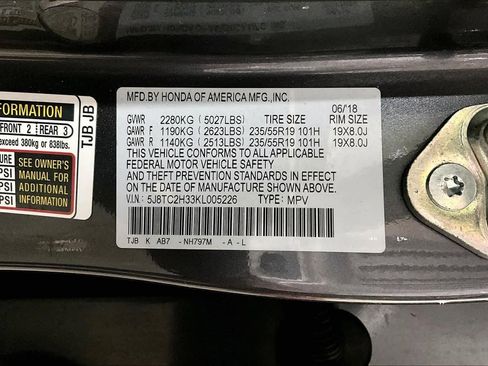 MFD.BY HONDA OF AMERICA MFG.,INC.
06/18
GVWR 2280KG (5027LBS) TIRE SIZE RIM SIZE
GAWR F 1190KG (2623LBS) 235/55R19 101H 19X8.0J
GAWR R 1140KG (2513LBS) 235/55R19 101H 19X8.0J
THIS VEHICLE CONFORMS TO ALL APPLICABLE
FEDERAL MOTOR VEHICLE SAFETY
AND THEFT PREVENTION STANDARDS IN EFFECT
ON THE DATE OF MANUFACTURE SHOWN ABOVE.
V.I.N.: 5J8TC2H33KL005226 TYPE: MPV
TJB K AB7 -NH797M -A -L
FORMATION
FRONT 2 REAR 3
exceed 380kg or 838lbs.
SEE OWNER'S
PSI MANUAL FOR
PSI ADDITIONAL
PSI INFORMATION
TJB JB